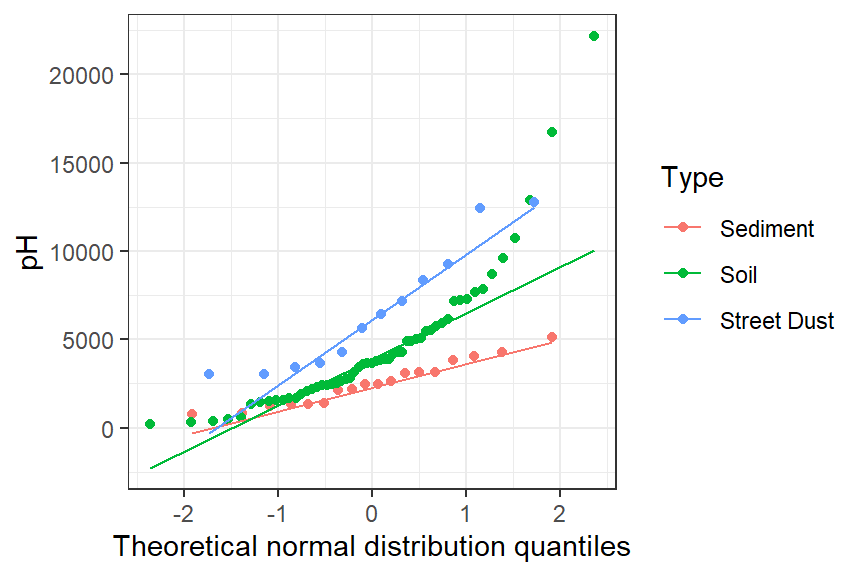 20000
15000
10000
5000
0
pH
-2
-1
0
1
2
Theoretical normal distribution quantiles
Type
Sediment
Soil
Street Dust